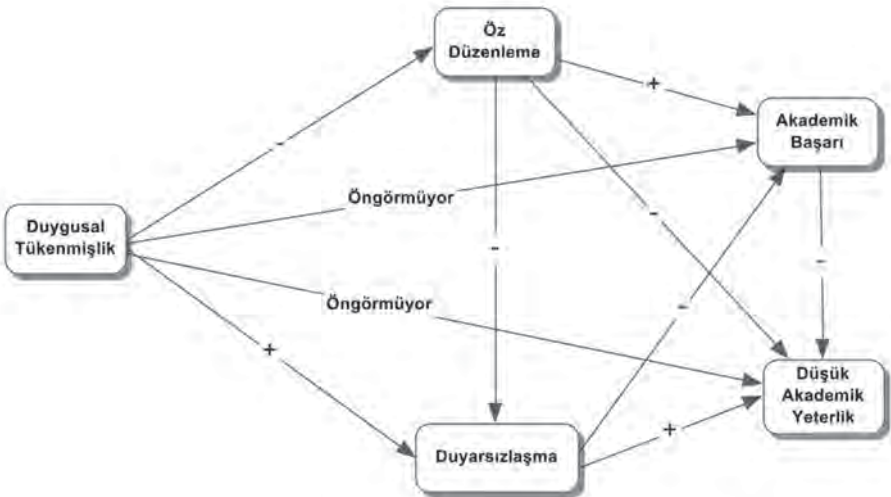 Öz
Düzenleme
+
Akademik
Başarı
-
Öngörmüyor
Duygusal
Tükenmişlik
-
-
-
Öngörmüyor
-
+
Düşük
Akademik
Yeterlik
+
Duyarsızlaşma